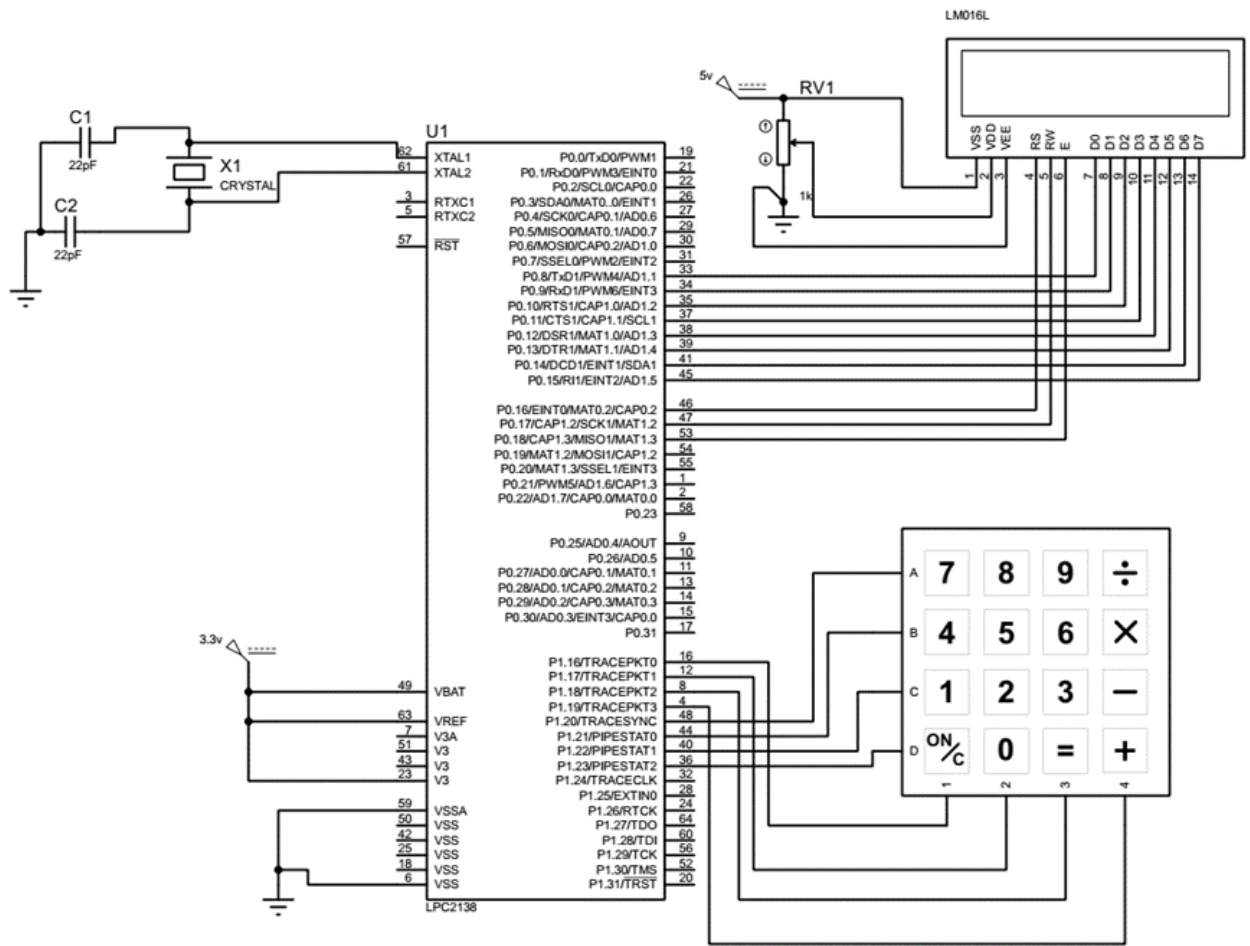 LM016L
5v
RV1
1k
VSS
VDD
VEE
RS
RW
E
D0
D1
D2
D3
D4
D5
D6
D7
1
2
3
4
5
6
7
8
9
10
11
12
13
14
C1
22pF
X1
CRYSTAL
C2
22pF
U1
62 XTAL1
61 XTAL2
3 RTXC1
5 RTXC2
57 RST
3.3v
49 VBAT
63 VREF
7 V3A
51 V3
43 V3
23 V3
59 VSSA
50 VSS
42 VSS
25 VSS
18 VSS
6 VSS
P0.0/TxD0/PWM1 19
P0.1/RxD0/PWM3/EINT0 21
P0.2/SCL0/CAP0.0 22
P0.3/SDA0/MAT0..0/EINT1 26
P0.4/SCK0/CAP0.1/AD0.6 27
P0.5/MISO0/MAT0.1/AD0.7 29
P0.6/MOSI0/CAP0.2/AD1.0 30
P0.7/SSEL0/PWM2/EINT2 31
P0.8/TxD1/PWM4/AD1.1 33
P0.9/RxD1/PWM6/EINT3 34
P0.10/RTS1/CAP1.0/AD1.2 35
P0.11/CTS1/CAP1.1/SCL1 37
P0.12/DSR1/MAT1.0/AD1.3 38
P0.13/DTR1/MAT1.1/AD1.4 39
P0.14/DCD1/EINT1/SDA1 41
P0.15/RI1/EINT2/AD1.5 45
P0.16/EINT0/MAT0.2/CAP0.2 46
P0.17/CAP1.2/SCK1/MAT1.2 47
P0.18/CAP1.3/MISO1/MAT1.3 53
P0.19/MAT1.2/MOSI1/CAP1.2 54
P0.20/MAT1.3/SSEL1/EINT3 55
P0.21/PWM5/AD1.6/CAP1.3 1
P0.22/AD1.7/CAP0.0/MAT0.0 2
P0.23 58
P0.25/AD0.4/AOUT 9
P0.26/AD0.5 10
P0.27/AD0.0/CAP0.1/MAT0.1 11
P0.28/AD0.1/CAP0.2/MAT0.2 13
P0.29/AD0.2/CAP0.3/MAT0.3 14
P0.30/AD0.3/EINT3/CAP0.0 15
P0.31 17
P1.16/TRACEPKT0 16
P1.17/TRACEPKT1 12
P1.18/TRACEPKT2 8
P1.19/TRACEPKT3 4
P1.20/TRACESYNC 48
P1.21/PIPESTAT0 44
P1.22/PIPESTAT1 40
P1.23/PIPESTAT2 36
P1.24/TRACECLK 32
P1.25/EXTIN0 28
P1.26/RTCK 24
P1.27/TDO 64
P1.28/TDI 60
P1.29/TCK 56
P1.30/TMS 52
P1.31/TRST 20
LPC2138
A 7 8 9 ÷
B 4 5 6 ×
C 1 2 3 −
D ON/C 0 = +
1 2 3 4